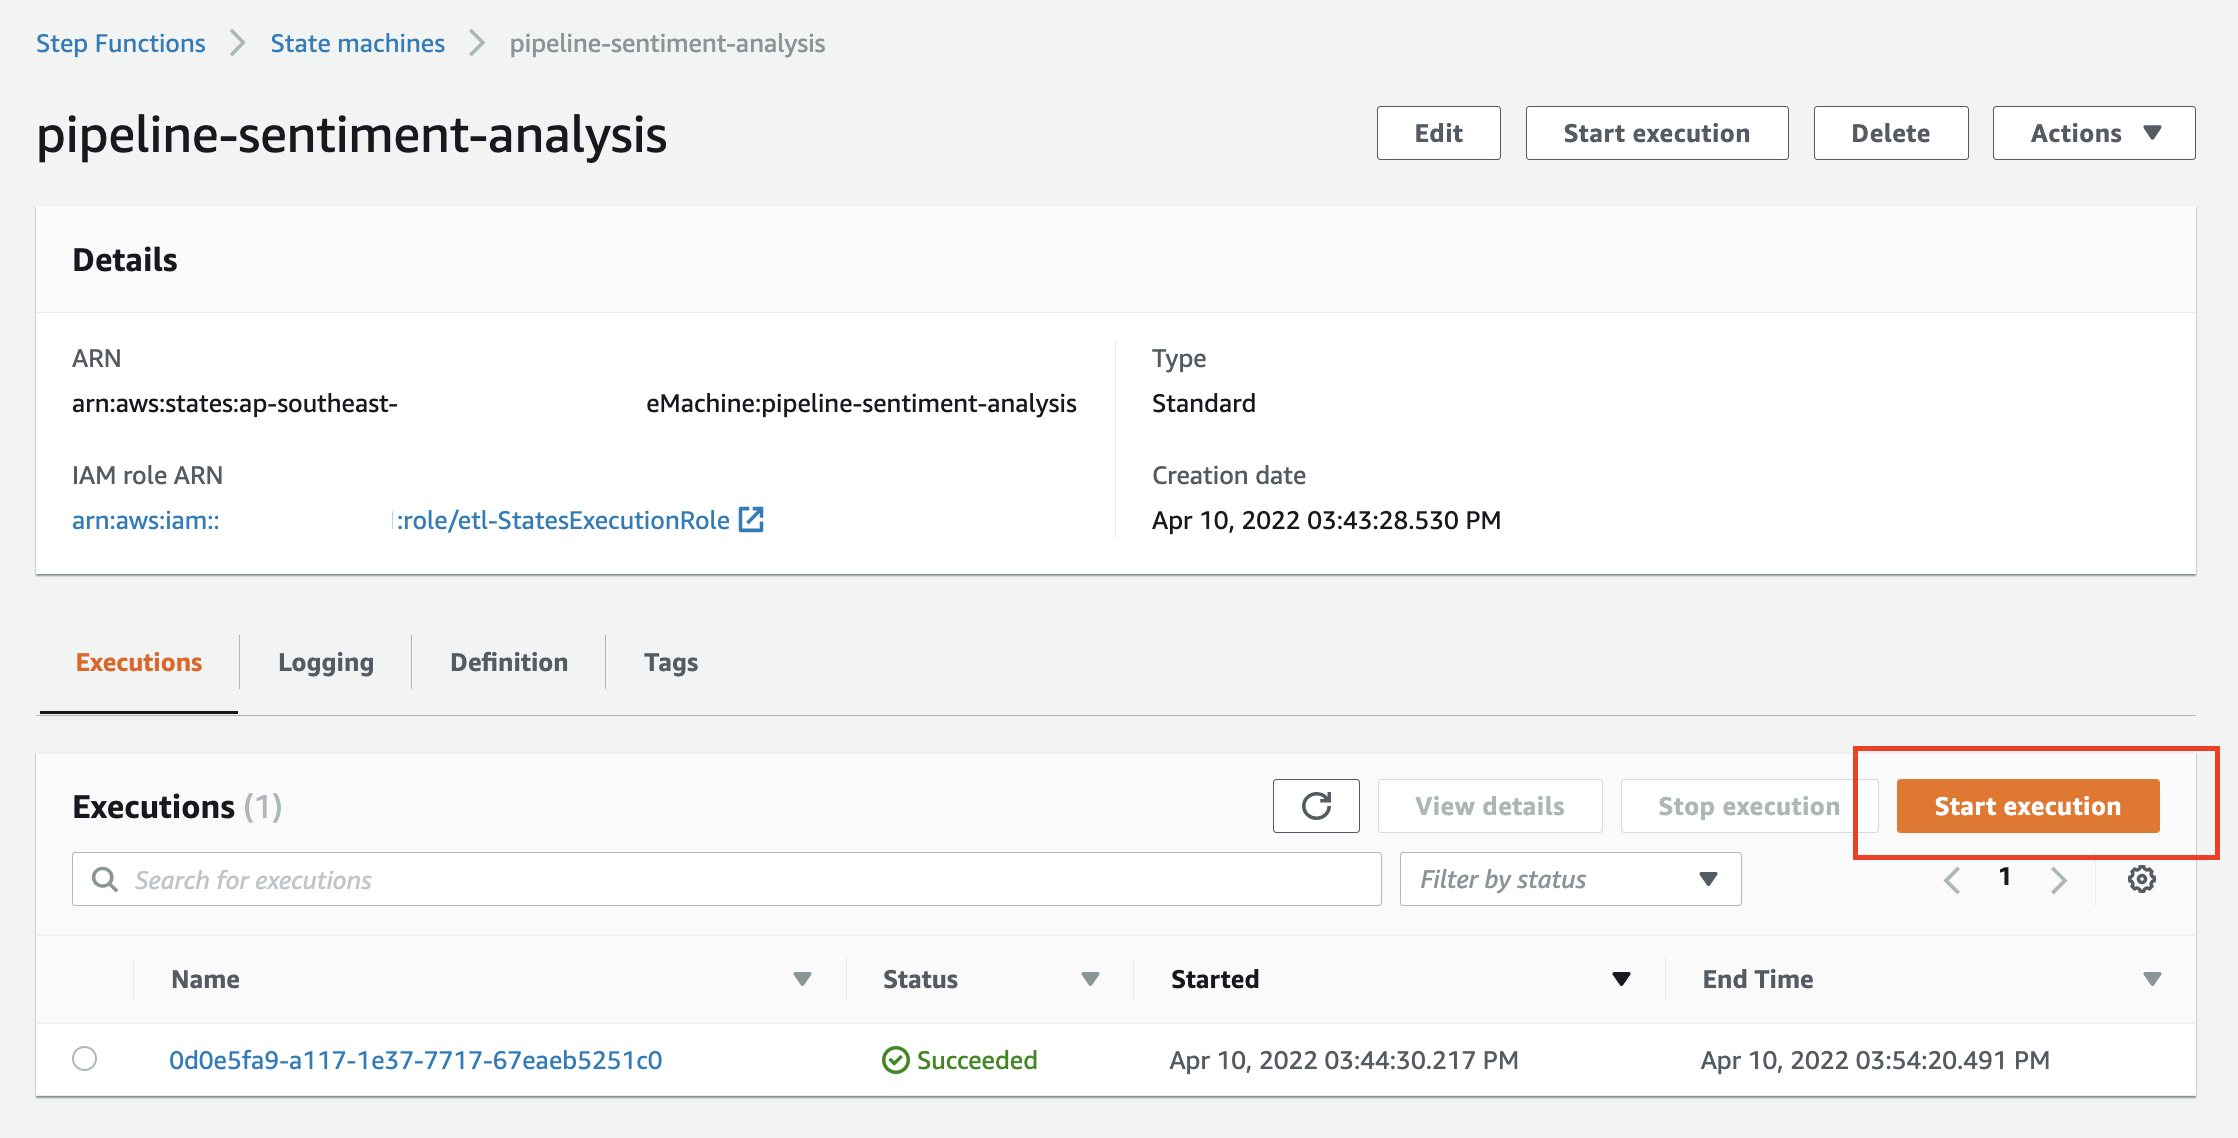 Step Functions State machines pipeline-sentiment-analysis
pipeline-sentiment-analysis Edit Start execution Delete Actions
Details
ARN Type
arn:aws:states:ap-southeast- eMachine:pipeline-sentiment-analysis Standard
IAM role ARN Creation date
arn:aws:iam:: :role/etl-StatesExecutionRole Apr 10, 2022 03:43:28.530 PM
Executions Logging Definition Tags
Executions (1) View details Stop execution Start execution
Search for executions Filter by status 1
Name Status Started End Time
0d0e5fa9-a117-1e37-7717-67eaeb5251c0 Succeeded Apr 10, 2022 03:44:30.217 PM Apr 10, 2022 03:54:20.491 PM